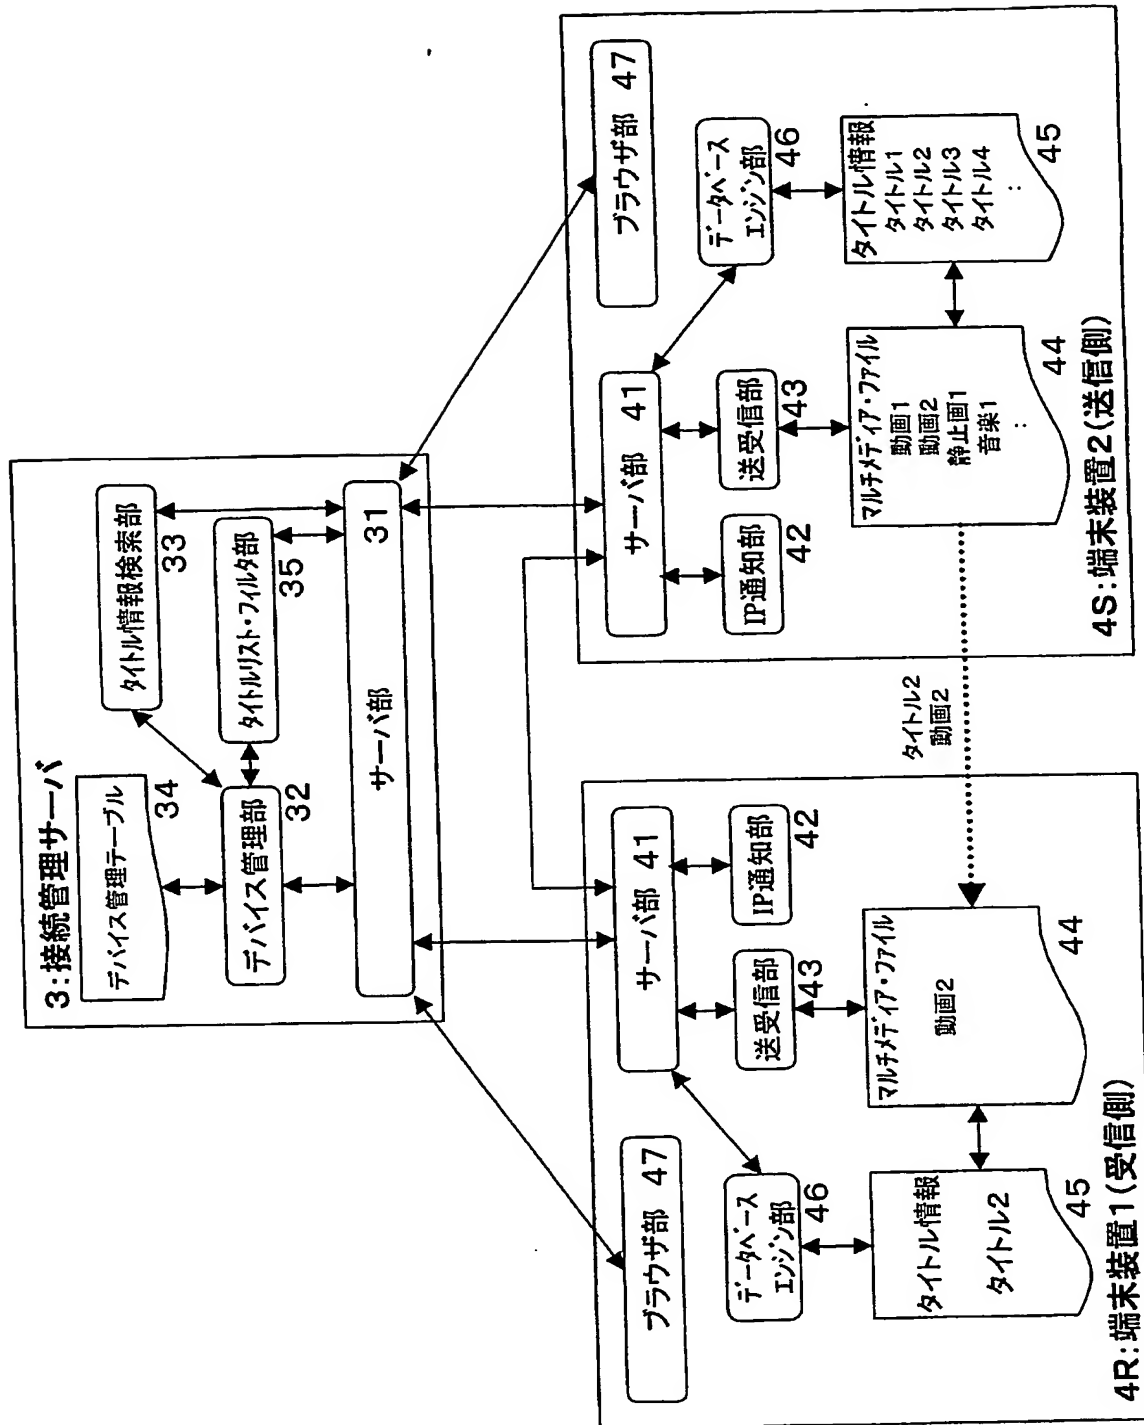 3:接続管理サーバ
デバイス管理テーブル
34
タイトル情報検索部
33
デバイス管理部
32
タイトルリスト・フィルタ部
35
サーバ部 31
ブラウザ部 47
サーバ部 41
データベース
エンジン部
46
送受信部
43
IP通知部
42
タイトル情報
タイトル2
45
マルチメディア・ファイル
動画2
44
4R:端末装置1(受信側)
タイトル2
動画2
サーバ部 41
ブラウザ部 47
IP通知部
42
送受信部
43
データベース
エンジン部
46
マルチメディア・ファイル
動画1
動画2
静止画1
音楽1
:
44
タイトル情報
タイトル1
タイトル2
タイトル3
タイトル4
:
45
4S:端末装置2(送信側)